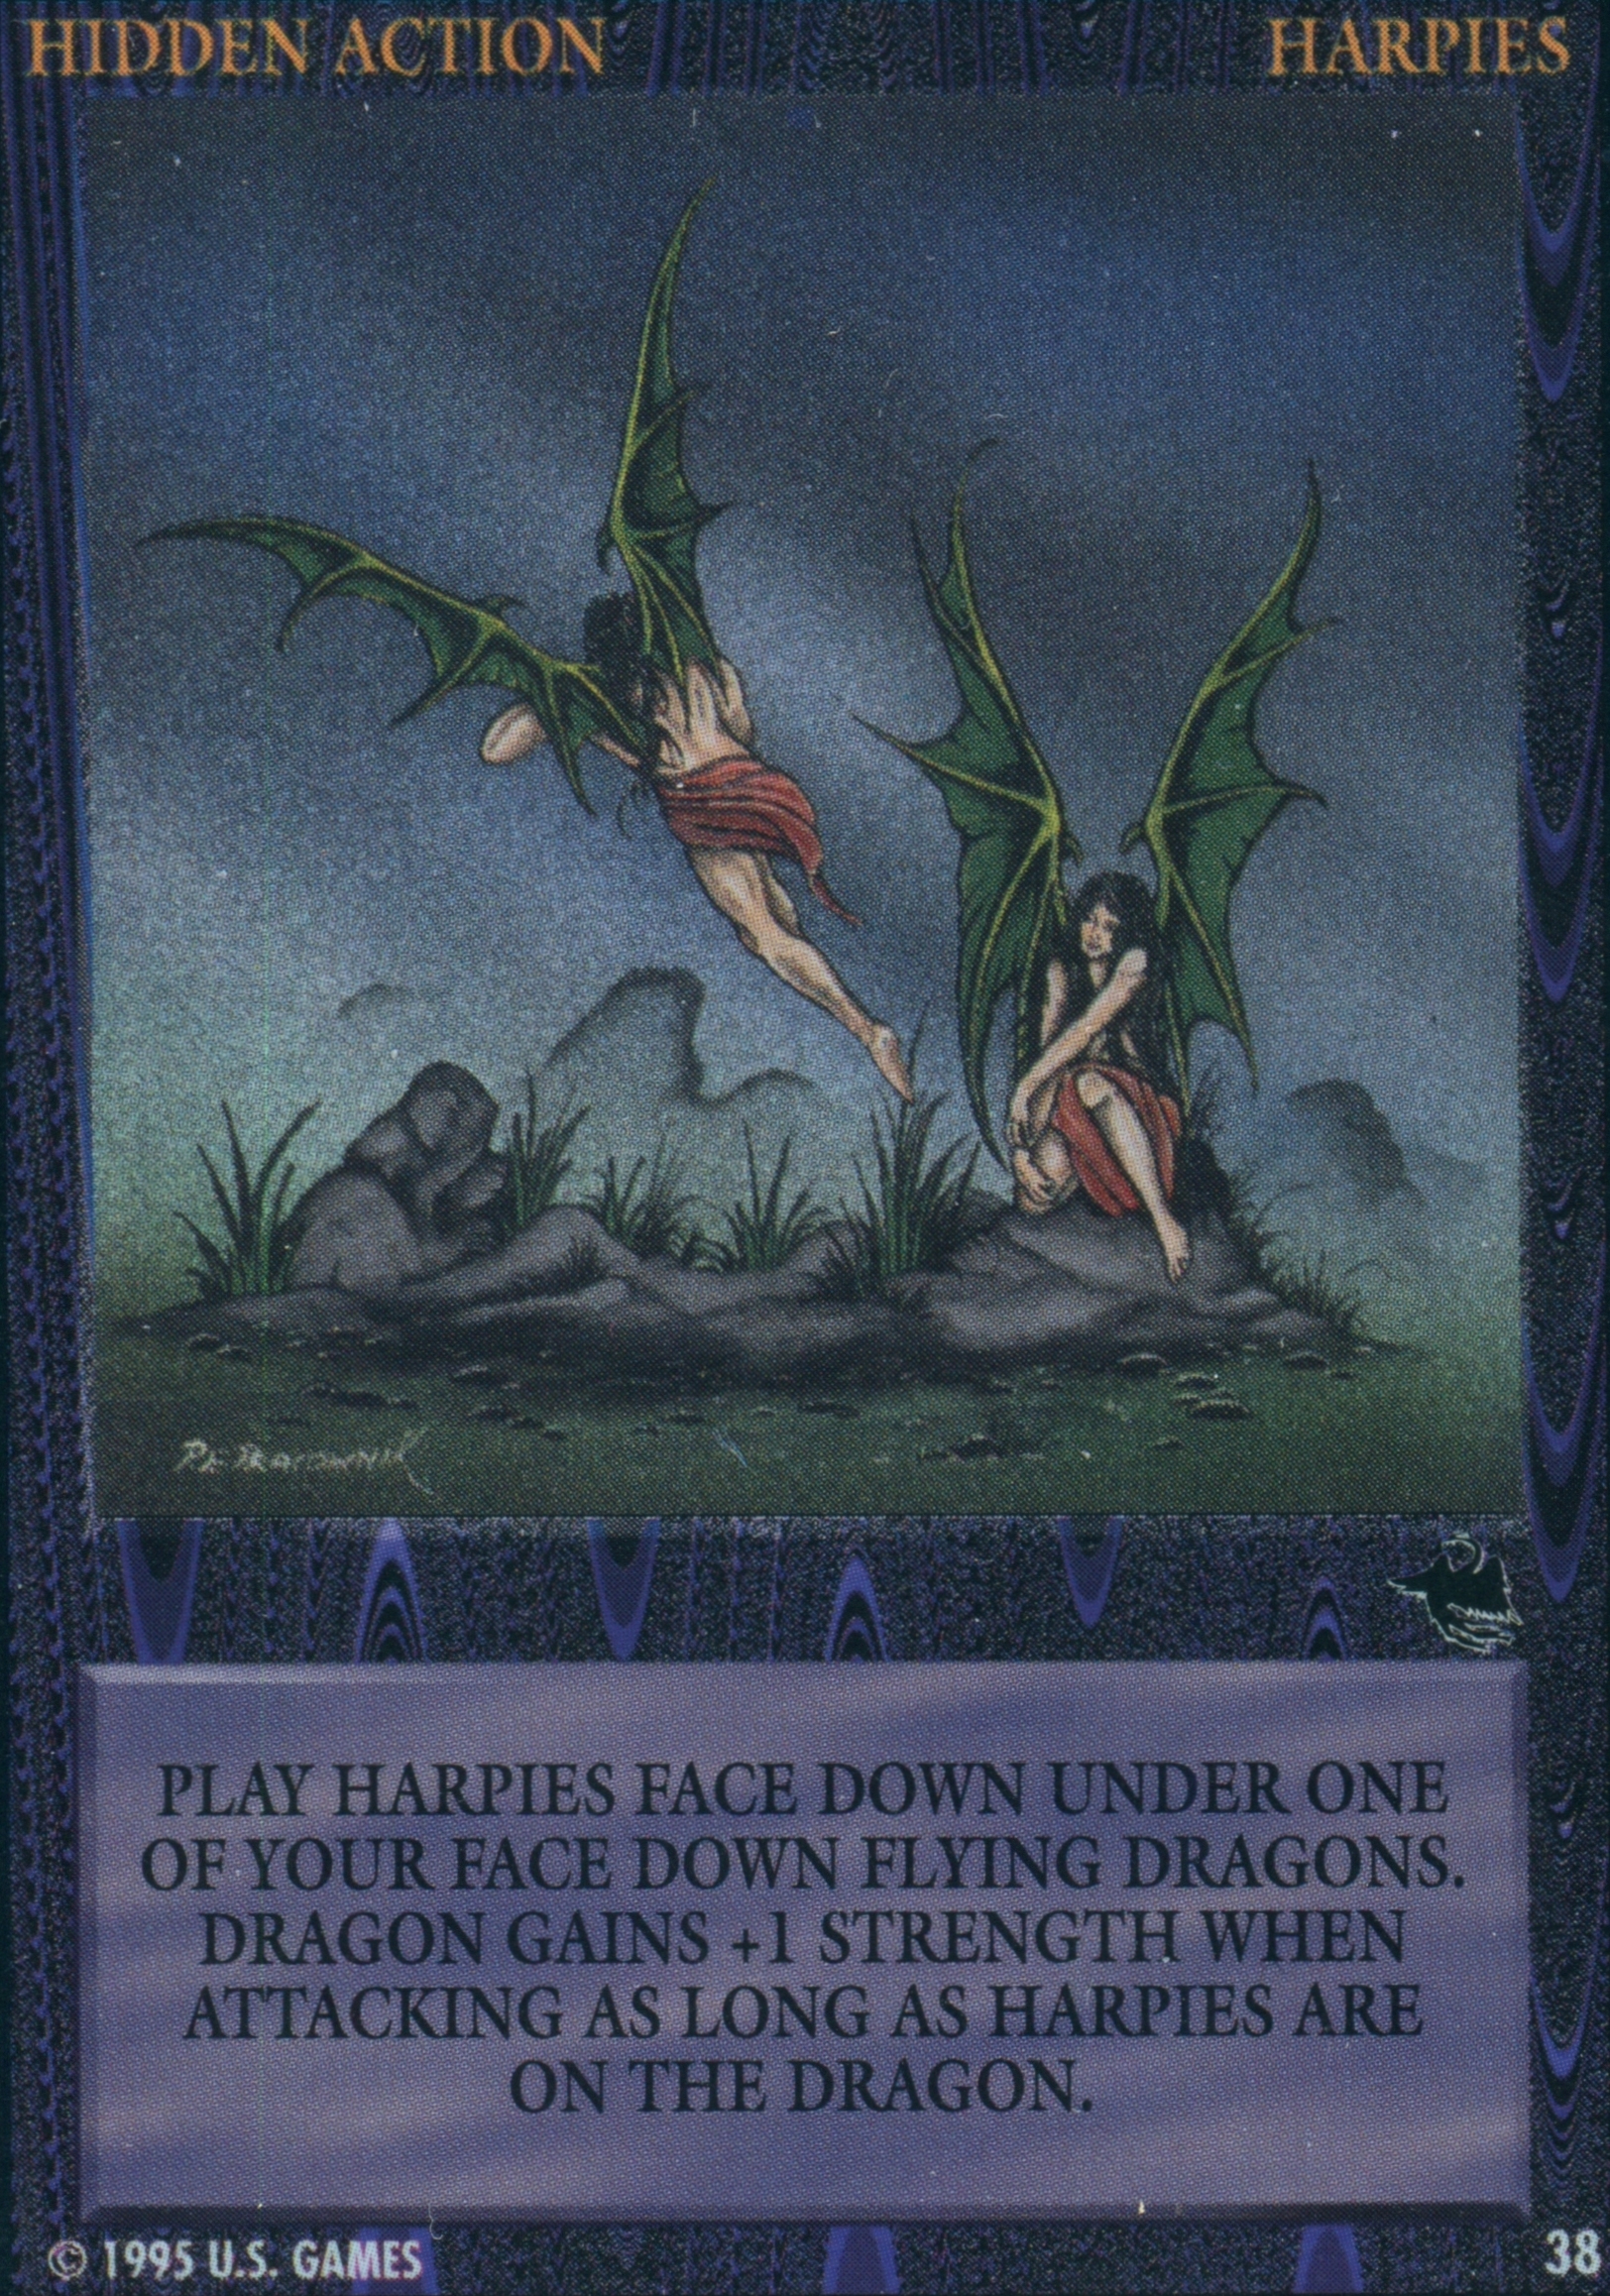 HIDDEN ACTION
HARPIES
PLAY HARPIES FACE DOWN UNDER ONE
OF YOUR FACE DOWN FLYING DRAGONS.
DRAGON GAINS +1 STRENGTH WHEN
ATTACKING AS LONG AS HARPIES ARE
ON THE DRAGON.
© 1995 U.S. GAMES
38